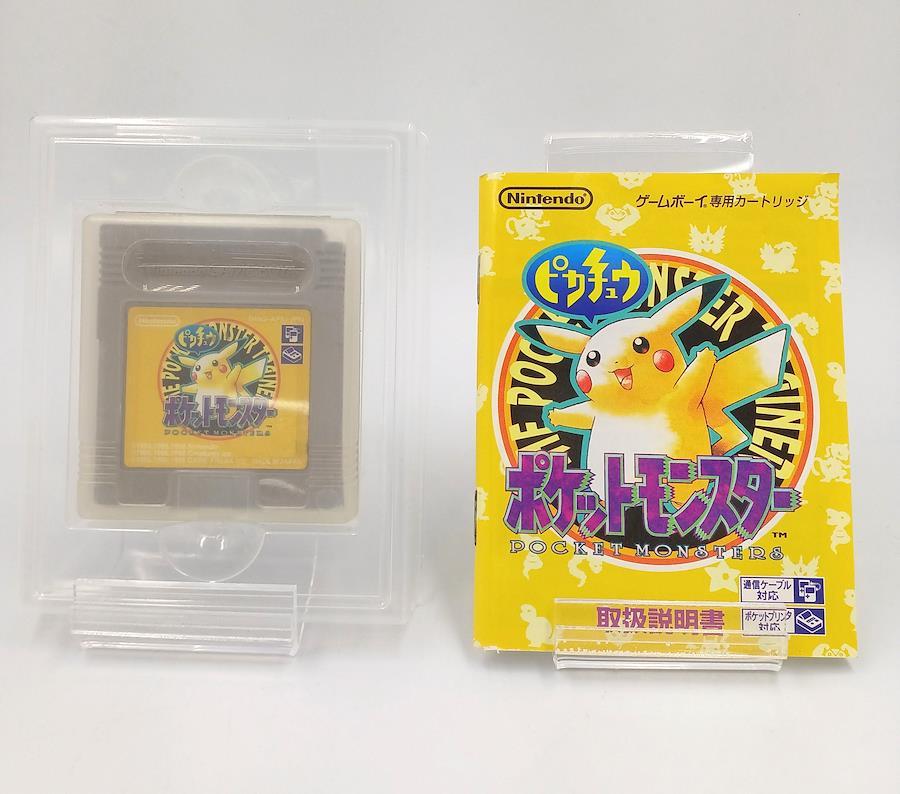 Nintendo
ピカチュウ
THE POCKET MONSTER TRAINER
ポケットモンスター
POCKET MONSTERS
Nintendo
ゲームボーイ®専用カートリッジ
ピカチュウ
THE POCKET MONSTER TRAINER
ポケットモンスター
TM
POCKET MONSTERS
通信ケーブル
対応
取扱説明書
ポケットプリンタ
対応